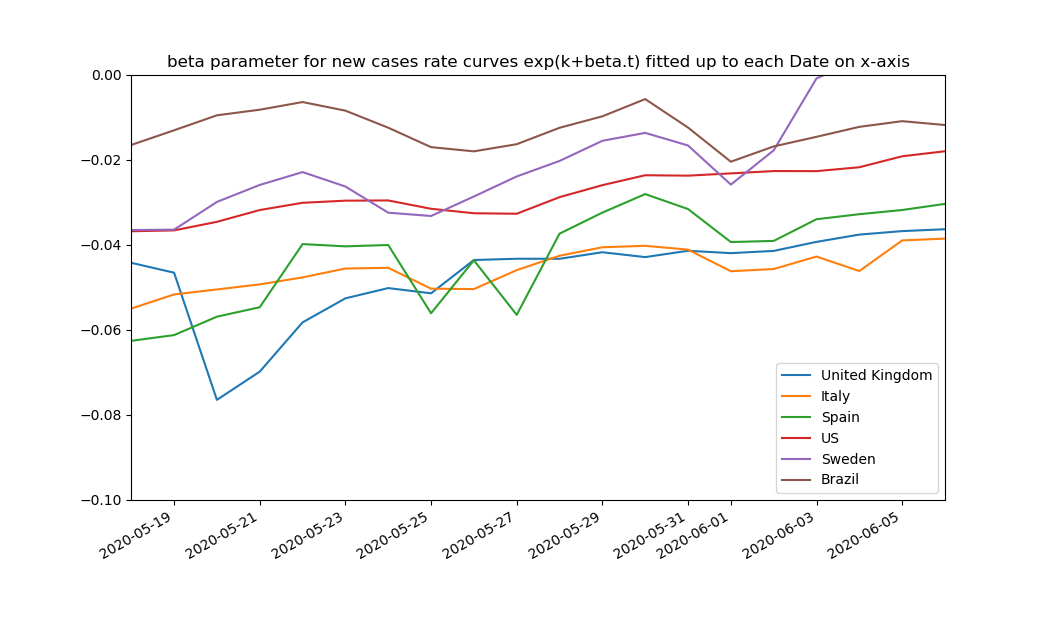 beta parameter for new cases rate curves exp(k+beta.t) fitted up to each Date on x-axis
0.00
−0.02
−0.04
−0.06
−0.08
−0.10
United Kingdom
Italy
Spain
US
Sweden
Brazil
2020-05-19
2020-05-21
2020-05-23
2020-05-25
2020-05-27
2020-05-29
2020-05-31
2020-06-01
2020-06-03
2020-06-05